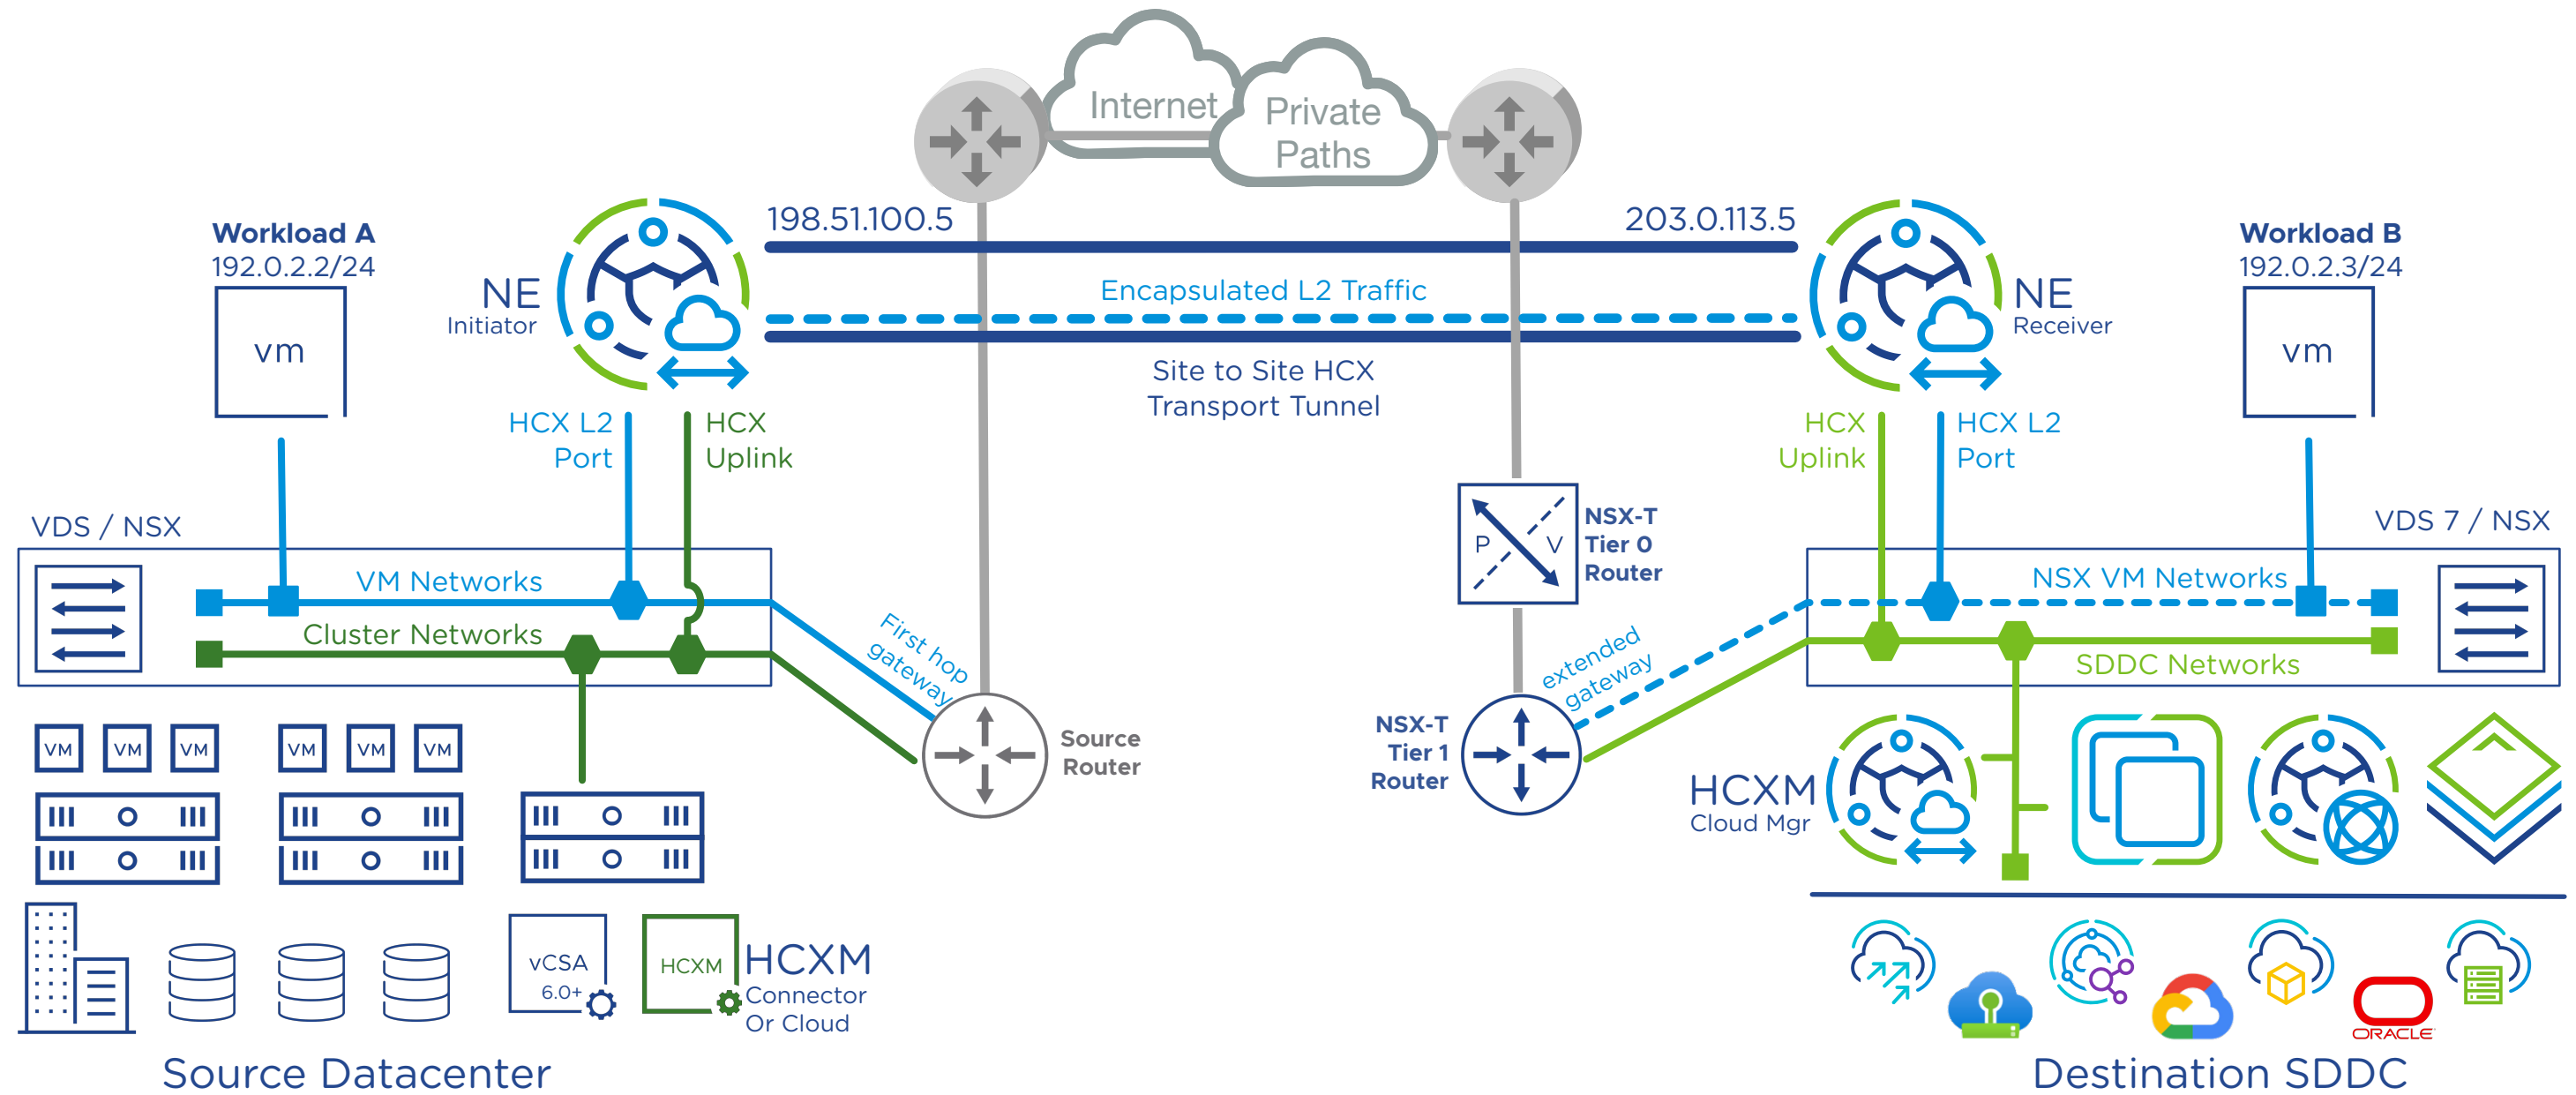 Internet
Private
Paths
198.51.100.5
203.0.113.5
Workload A
192.0.2.2/24
vm
NE
Initiator
Encapsulated L2 Traffic
Site to Site HCX
Transport Tunnel
NE
Receiver
Workload B
192.0.2.3/24
vm
HCX L2
Port
HCX
Uplink
HCX
Uplink
HCX L2
Port
VDS / NSX
VM Networks
Cluster Networks
First hop
gateway
Source
Router
P
V
NSX-T
Tier 0
Router
extended
gateway
NSX-T
Tier 1
Router
VDS 7 / NSX
NSX VM Networks
SDDC Networks
VM
VM
VM
VM
VM
VM
HCXM
Cloud Mgr
vCSA
6.0+
HCXM
HCXM
Connector
Or Cloud
ORACLE
Source Datacenter
Destination SDDC